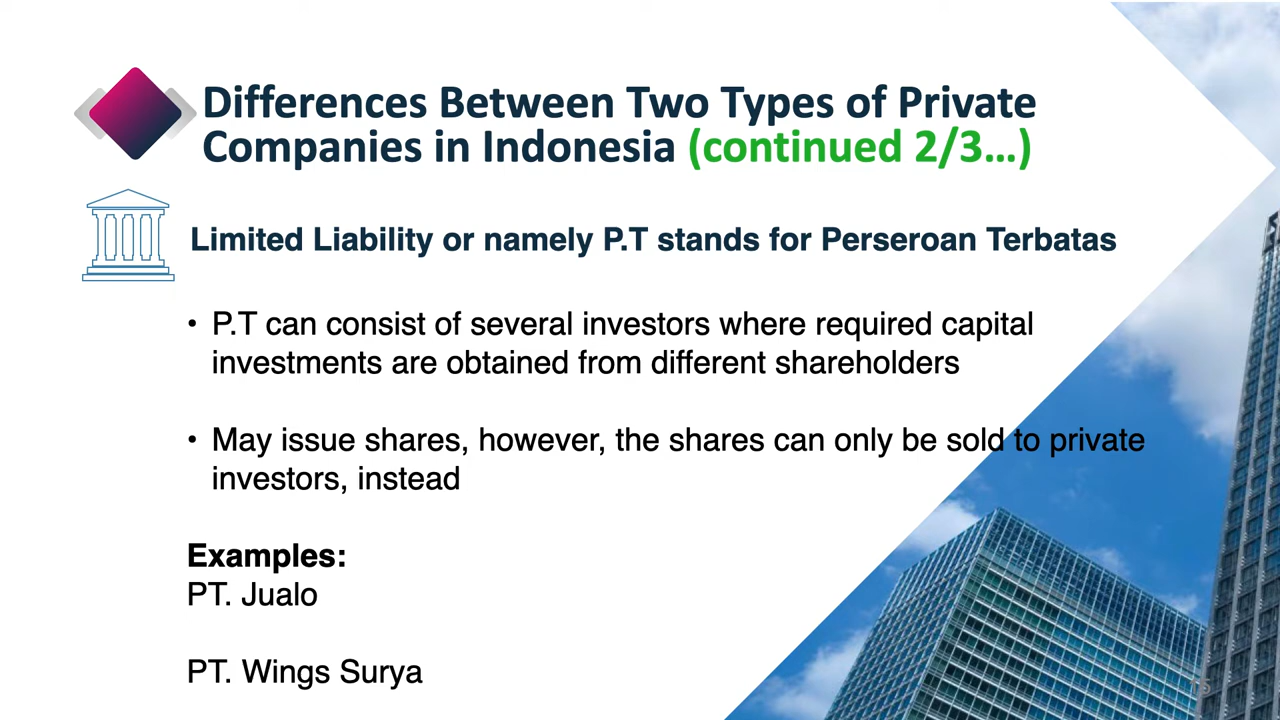 Differences Between Two Types of Private
Companies in Indonesia (continued 2/3...)
Limited Liability or namely P.T stands for Perseroan Terbatas
• P.T can consist of several investors where required capital
investments are obtained from different shareholders
• May issue shares, however, the shares can only be sold to private
investors, instead
Examples:
PT. Jualo
PT. Wings Surya